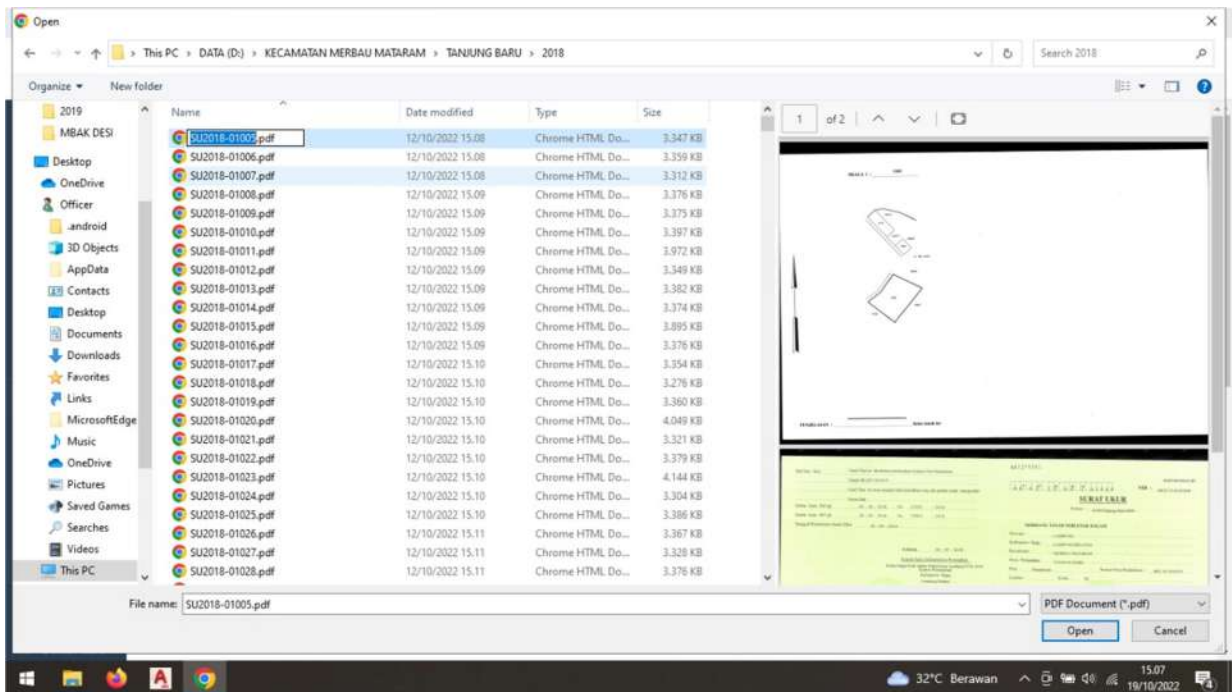 Open
This PC > DATA (D:) > KECAMATAN MERBAU MATARAM > TANJUNG BARU > 2018
Search 2018
Organize
New folder
2019
MBAK DESI
Desktop
OneDrive
Officer
.android
3D Objects
AppData
Contacts
Desktop
Documents
Downloads
Favorites
Links
MicrosoftEdge
Music
OneDrive
Pictures
Saved Games
Searches
Videos
This PC
Name Date modified Type Size
SU2018-01005.pdf 12/10/2022 15.08 Chrome HTML Do... 3.347 KB
SU2018-01006.pdf 12/10/2022 15.08 Chrome HTML Do... 3.359 KB
SU2018-01007.pdf 12/10/2022 15.08 Chrome HTML Do... 3.312 KB
SU2018-01008.pdf 12/10/2022 15.09 Chrome HTML Do... 3.376 KB
SU2018-01009.pdf 12/10/2022 15.09 Chrome HTML Do... 3.375 KB
SU2018-01010.pdf 12/10/2022 15.09 Chrome HTML Do... 3.397 KB
SU2018-01011.pdf 12/10/2022 15.09 Chrome HTML Do... 3.972 KB
SU2018-01012.pdf 12/10/2022 15.09 Chrome HTML Do... 3.349 KB
SU2018-01013.pdf 12/10/2022 15.09 Chrome HTML Do... 3.382 KB
SU2018-01014.pdf 12/10/2022 15.09 Chrome HTML Do... 3.374 KB
SU2018-01015.pdf 12/10/2022 15.09 Chrome HTML Do... 3.895 KB
SU2018-01016.pdf 12/10/2022 15.09 Chrome HTML Do... 3.376 KB
SU2018-01017.pdf 12/10/2022 15.10 Chrome HTML Do... 3.354 KB
SU2018-01018.pdf 12/10/2022 15.10 Chrome HTML Do... 3.276 KB
SU2018-01019.pdf 12/10/2022 15.10 Chrome HTML Do... 3.360 KB
SU2018-01020.pdf 12/10/2022 15.10 Chrome HTML Do... 4.049 KB
SU2018-01021.pdf 12/10/2022 15.10 Chrome HTML Do... 3.321 KB
SU2018-01022.pdf 12/10/2022 15.10 Chrome HTML Do... 3.379 KB
SU2018-01023.pdf 12/10/2022 15.10 Chrome HTML Do... 4.144 KB
SU2018-01024.pdf 12/10/2022 15.10 Chrome HTML Do... 3.304 KB
SU2018-01025.pdf 12/10/2022 15.10 Chrome HTML Do... 3.386 KB
SU2018-01026.pdf 12/10/2022 15.11 Chrome HTML Do... 3.367 KB
SU2018-01027.pdf 12/10/2022 15.11 Chrome HTML Do... 3.328 KB
SU2018-01028.pdf 12/10/2022 15.11 Chrome HTML Do... 3.376 KB
1 of 2
SURAT UKUR
File name: SU2018-01005.pdf
PDF Document (*.pdf)
Open Cancel
32°C Berawan
15.07
19/10/2022
4